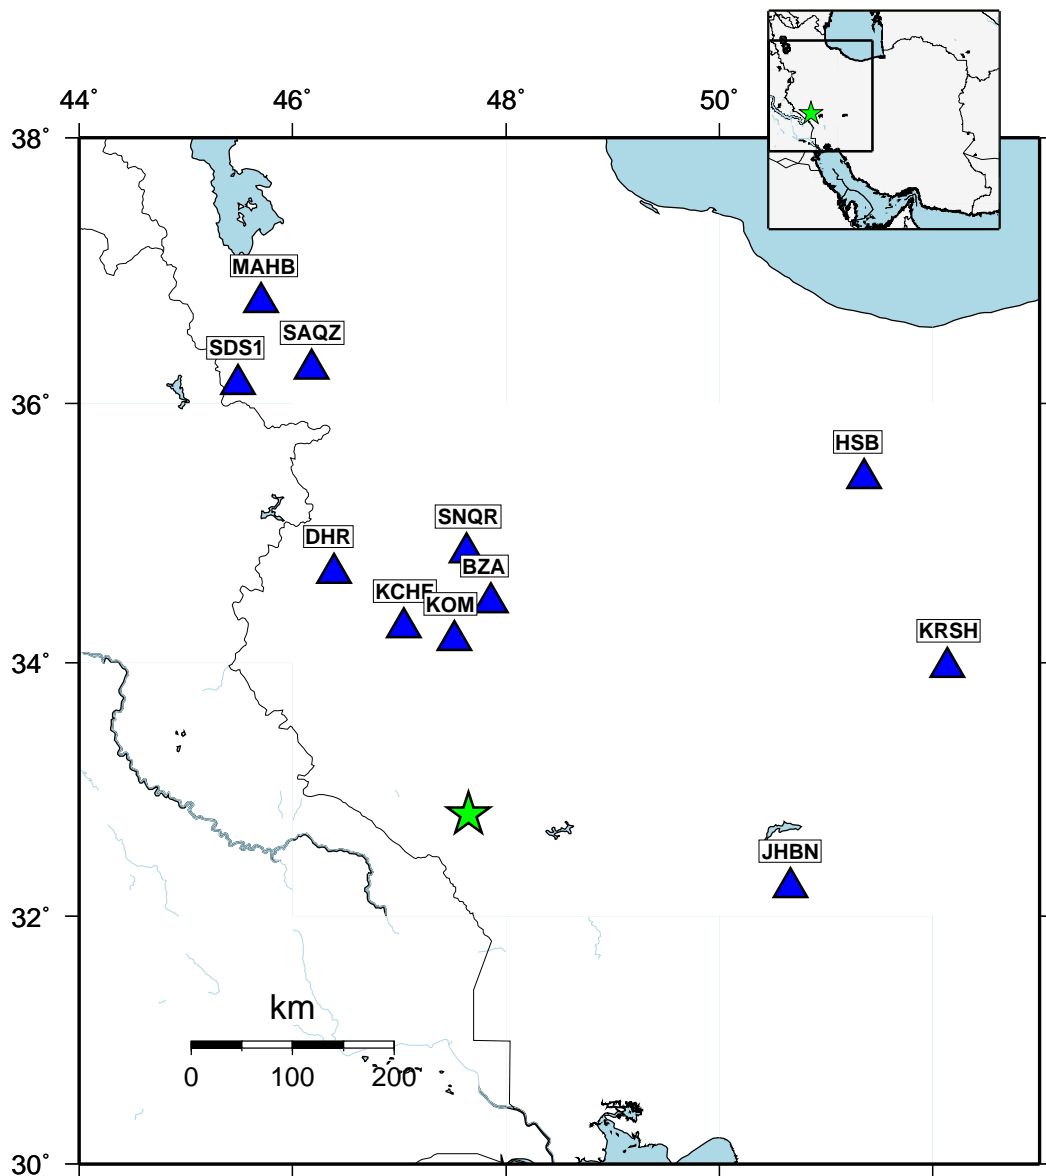 44˚ 46˚ 48˚ 50˚
38˚
MAHB
SAQZ
SDS1
36˚
HSB
SNQR
DHR
BZA
KCHF
KOM
KRSH
34˚
JHBN
32˚
km
0 100 200
30˚